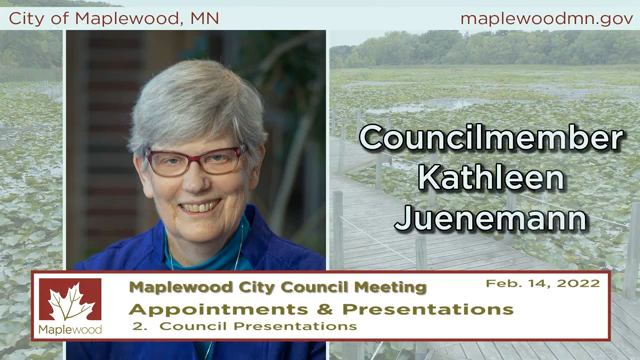 City of Maplewood, MN
maplewoodmn.gov
Councilmember
Kathleen
Juenemann
Maplewood
Maplewood City Council Meeting
Feb. 14, 2022
Appointments & Presentations
2. Council Presentations